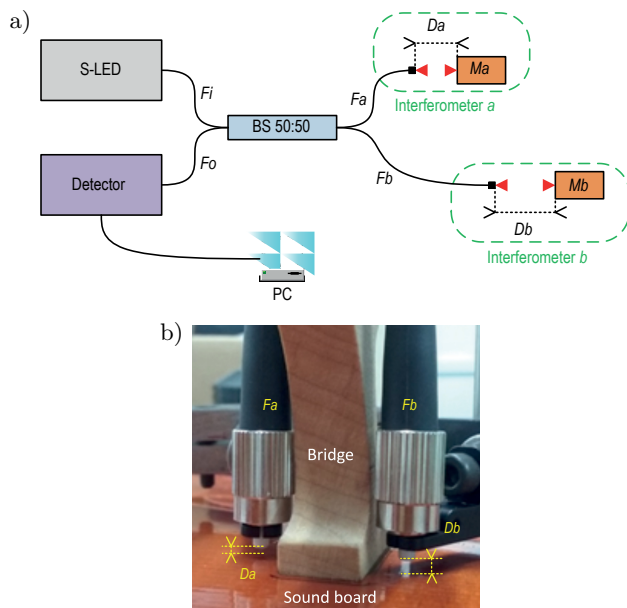 a)
Da
S-LED
Fi
Ma
Fa
BS 50:50
Interferometer a
Fo
Fb
Detector
Mb
Db
Interferometer b
PC
b)
Fa
Fb
Bridge
Db
Da
Sound board